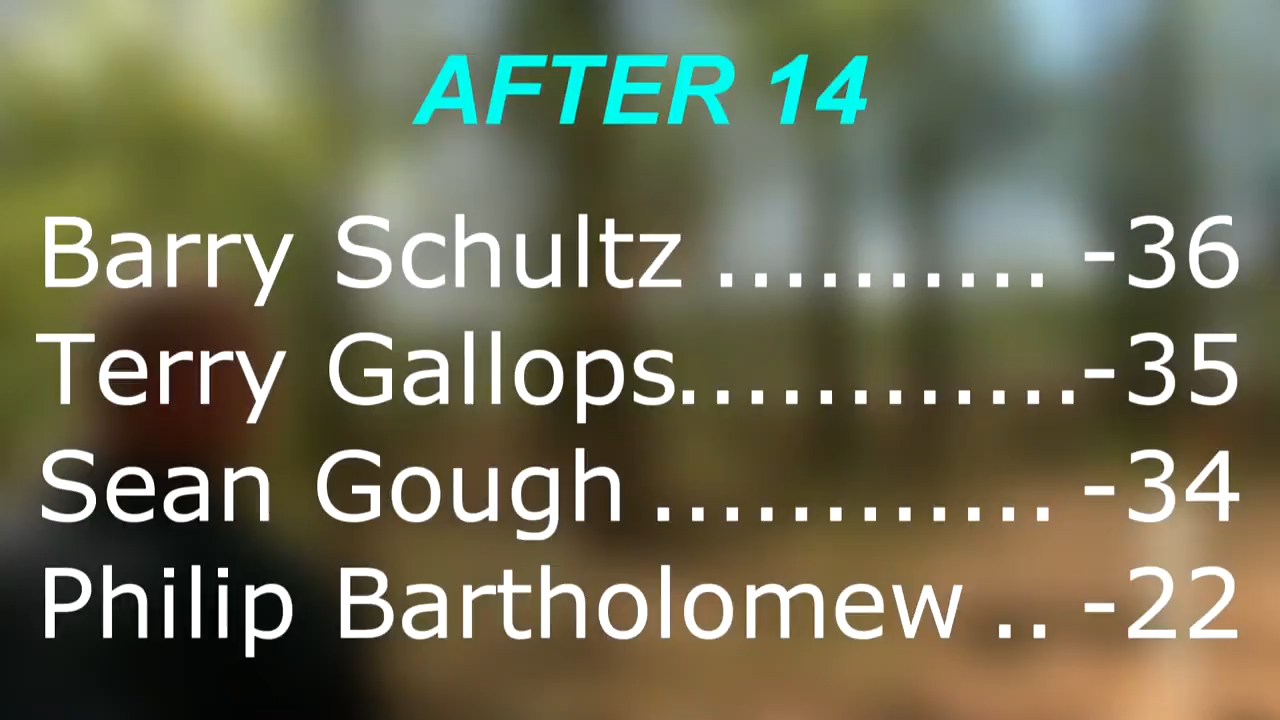 AFTER 14
Barry Schultz .......... -36
Terry Gallops............-35
Sean Gough ............ -34
Philip Bartholomew .. -22